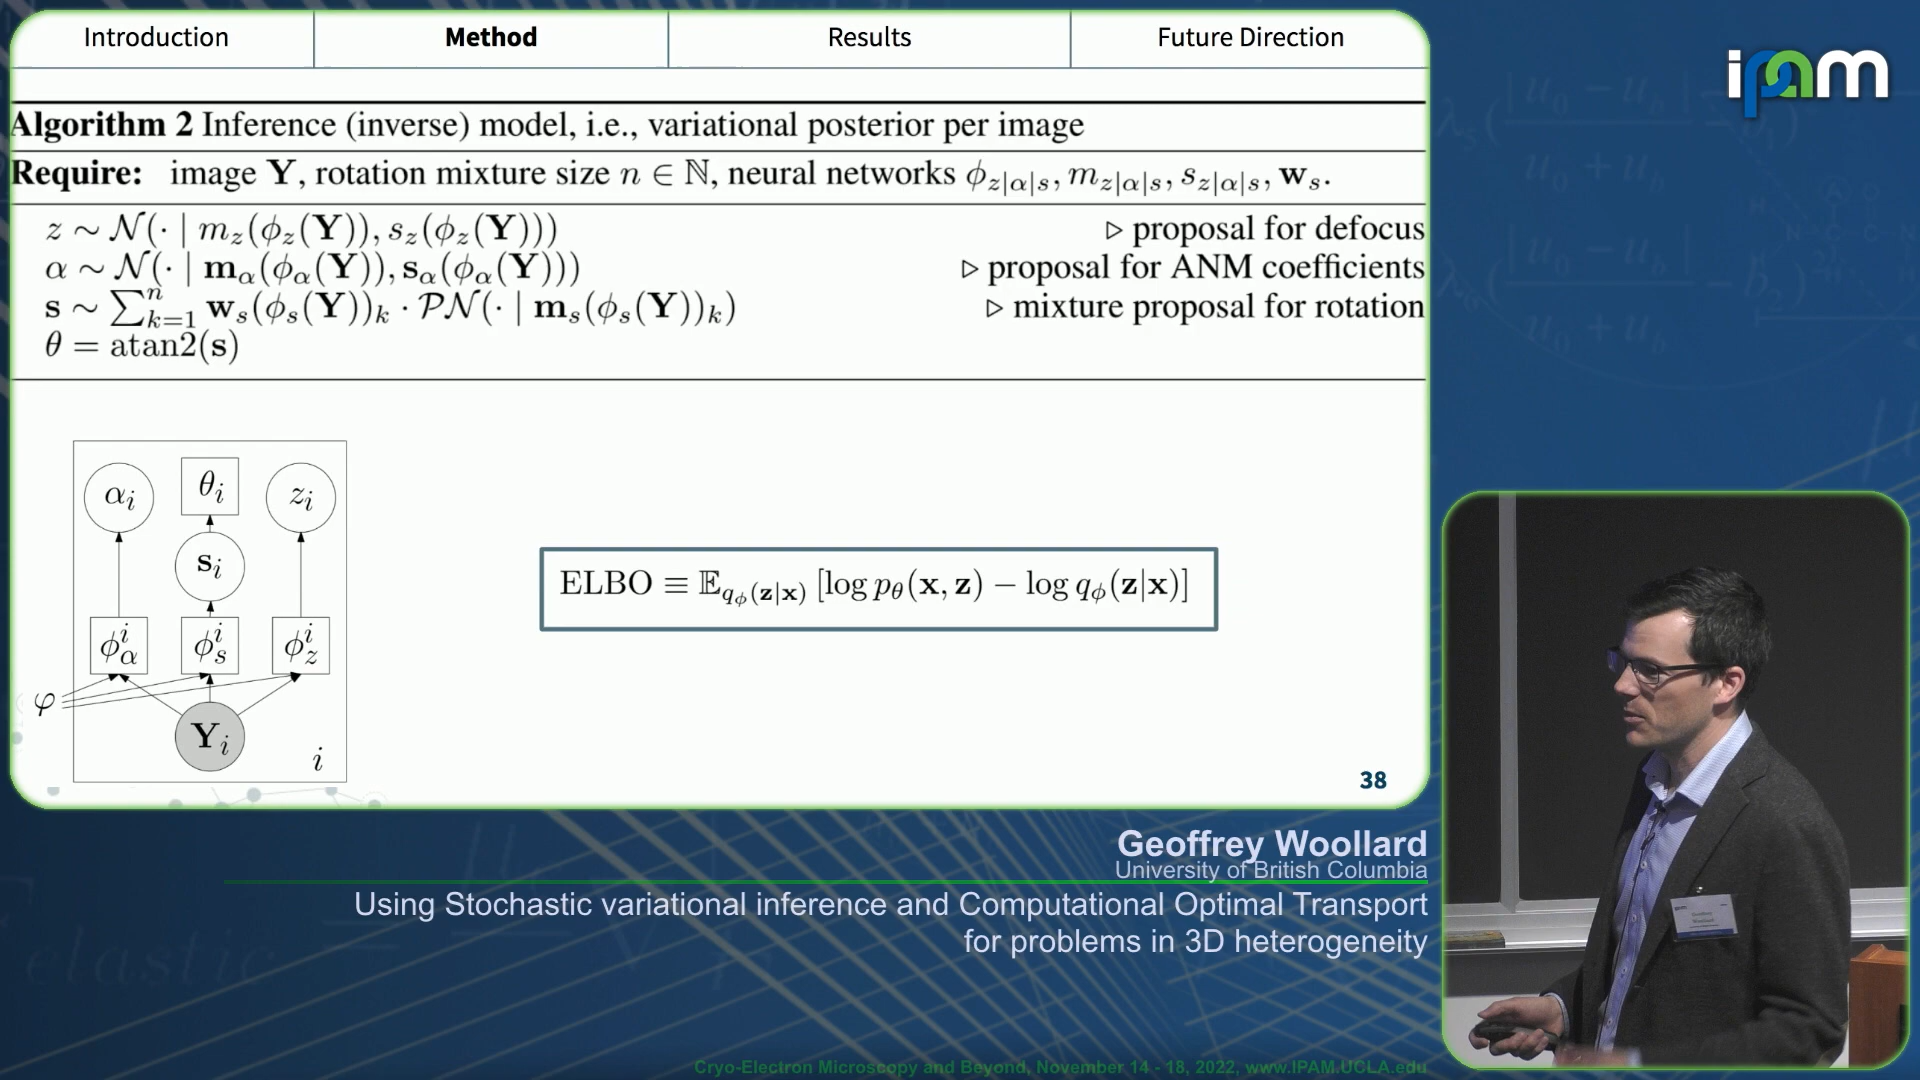 Introduction Method Results Future Direction
ipam
Algorithm 2 Inference (inverse) model, i.e., variational posterior per image
Require: image Y, rotation mixture size n ∈ ℕ, neural networks ϕ_{z|α|s}, m_{z|α|s}, s_{z|α|s}, w_s.
z ∼ 𝒩(· | m_z(ϕ_z(Y)), s_z(ϕ_z(Y))) ▷ proposal for defocus
α ∼ 𝒩(· | m_α(ϕ_α(Y)), s_α(ϕ_α(Y))) ▷ proposal for ANM coefficients
s ∼ ∑_{k=1}^{n} w_s(ϕ_s(Y))_k · 𝒫𝒩(· | m_s(ϕ_s(Y))_k) ▷ mixture proposal for rotation
θ = atan2(s)
α_i θ_i z_i
s_i
ELBO ≡ 𝔼_{q_ϕ(z|x)} [log p_θ(x, z) − log q_ϕ(z|x)]
ϕ_α^i ϕ_s^i ϕ_z^i
φ
Y_i
i
38
Geoffrey Woollard
University of British Columbia
Using Stochastic variational inference and Computational Optimal Transport
for problems in 3D heterogeneity
elastic
Cryo-Electron Microscopy and Beyond, November 14 - 18, 2022, www.IPAM.UCLA.edu